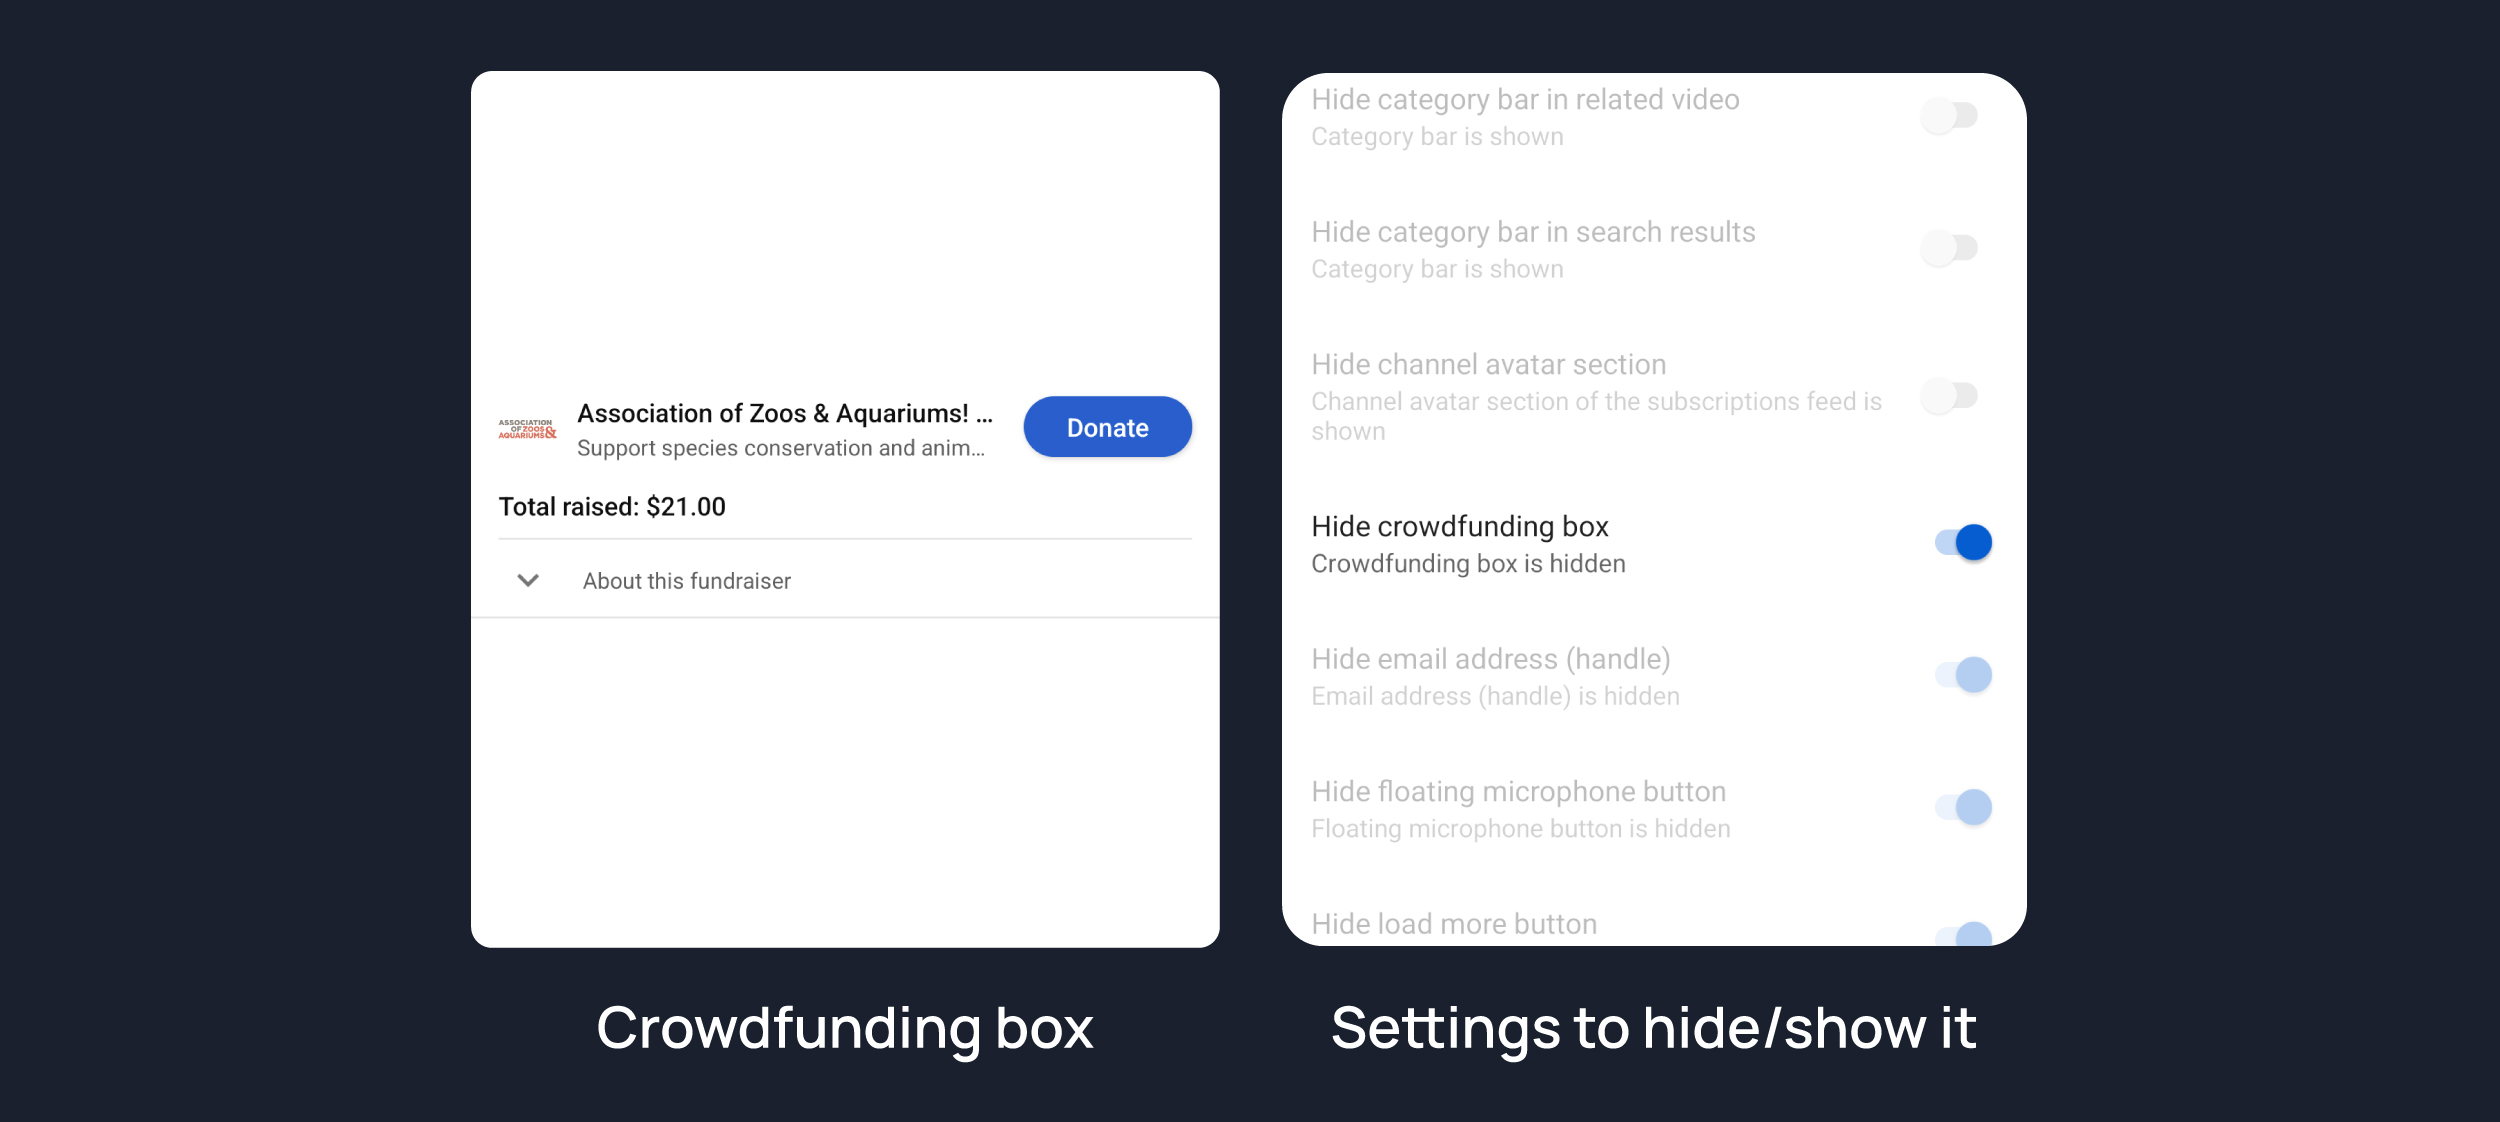 ASSOCIATION
OF ZOOS &
AQUARIUMS
Association of Zoos & Aquariums! ...
Support species conservation and anim...
Donate
Total raised: $21.00
About this fundraiser
Crowdfunding box
Hide category bar in related video
Category bar is shown
Hide category bar in search results
Category bar is shown
Hide channel avatar section
Channel avatar section of the subscriptions feed is
shown
Hide crowdfunding box
Crowdfunding box is hidden
Hide email address (handle)
Email address (handle) is hidden
Hide floating microphone button
Floating microphone button is hidden
Hide load more button
Settings to hide/show it